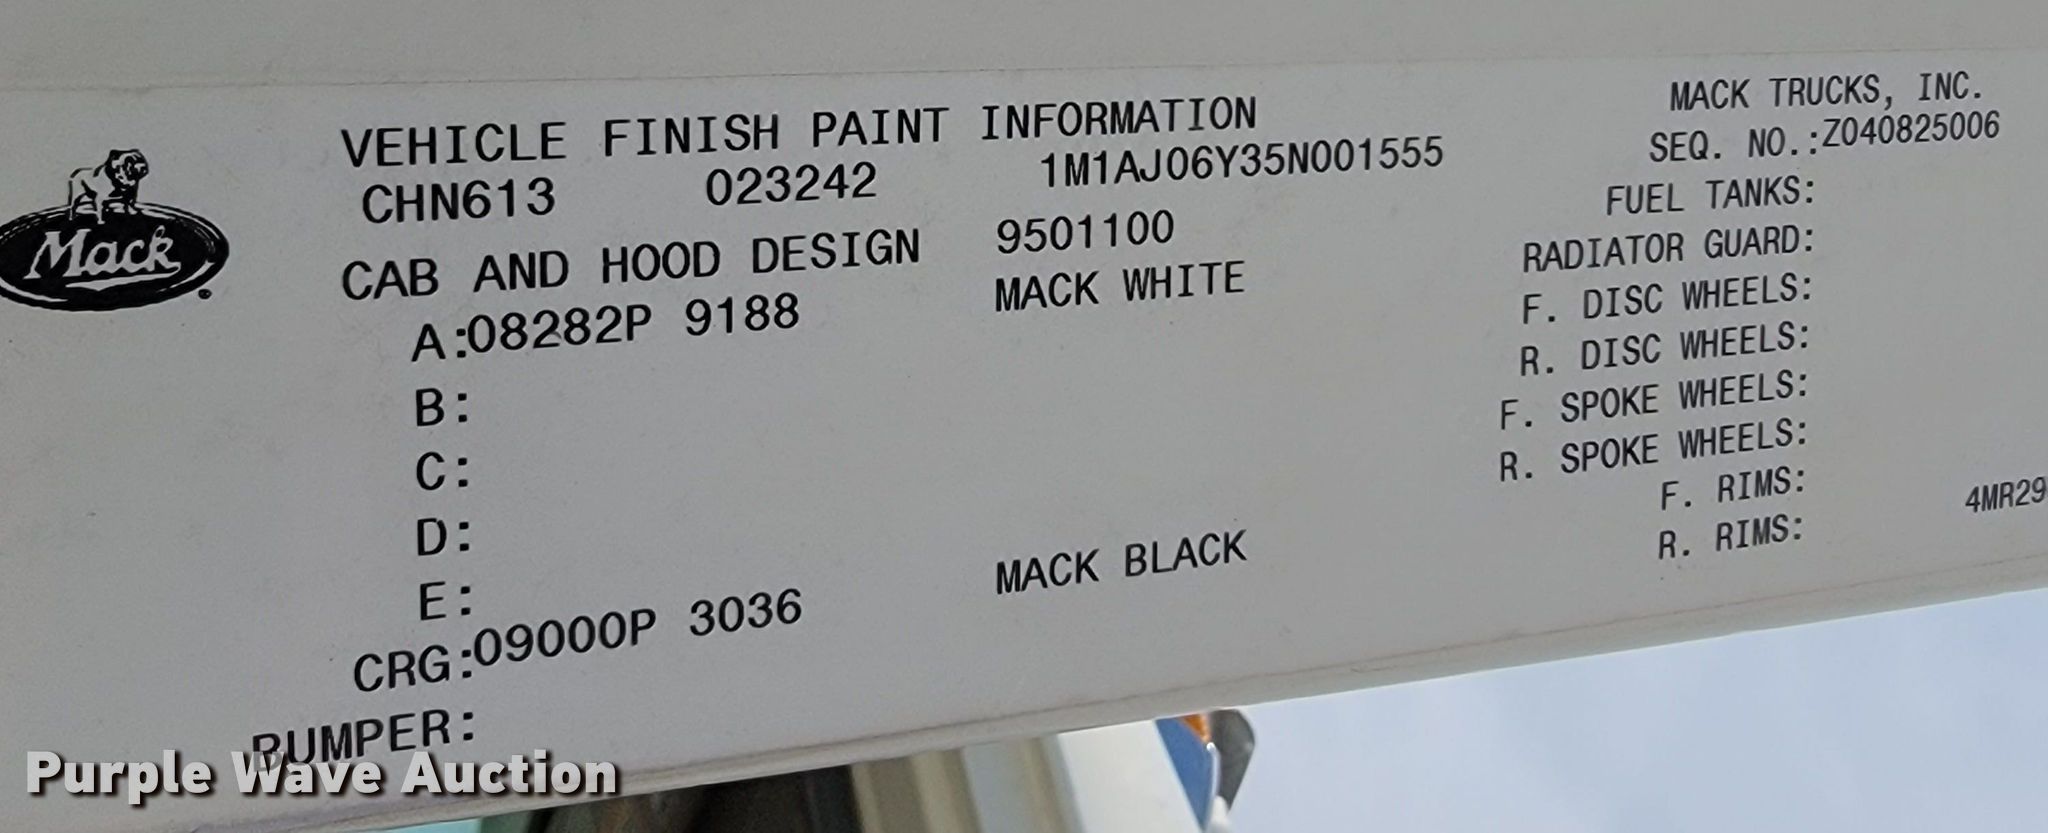 Mack
VEHICLE FINISH PAINT INFORMATION
CHN613 023242 1M1AJ06Y35N001555
CAB AND HOOD DESIGN 9501100
A:08282P 9188 MACK WHITE
B:
C:
D:
E:
CRG:09000P 3036 MACK BLACK
BUMPER:
MACK TRUCKS, INC.
SEQ. NO.:Z040825006
FUEL TANKS:
RADIATOR GUARD:
F. DISC WHEELS:
R. DISC WHEELS:
F. SPOKE WHEELS:
R. SPOKE WHEELS:
F. RIMS:
R. RIMS:
4MR29
Purple Wave Auction